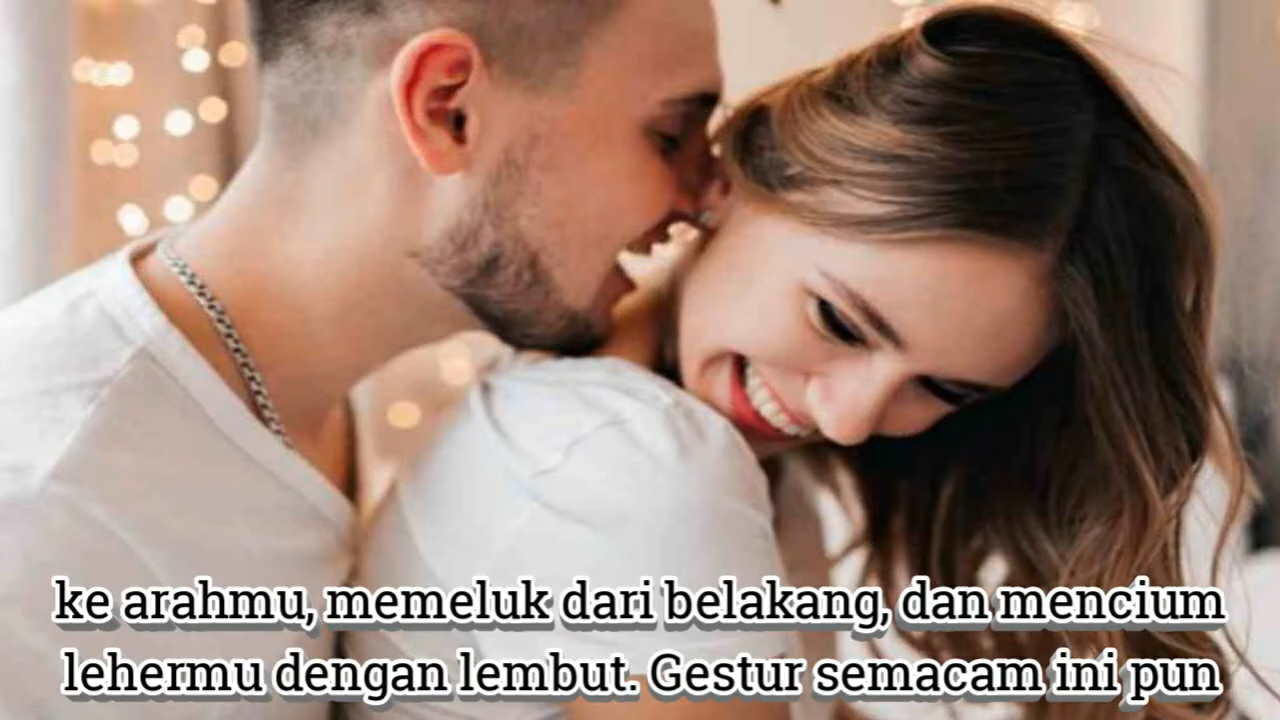 ke arahmu, memeluk dari belakang, dan mencium
lehermu dengan lembut. Gestur semacam ini pun